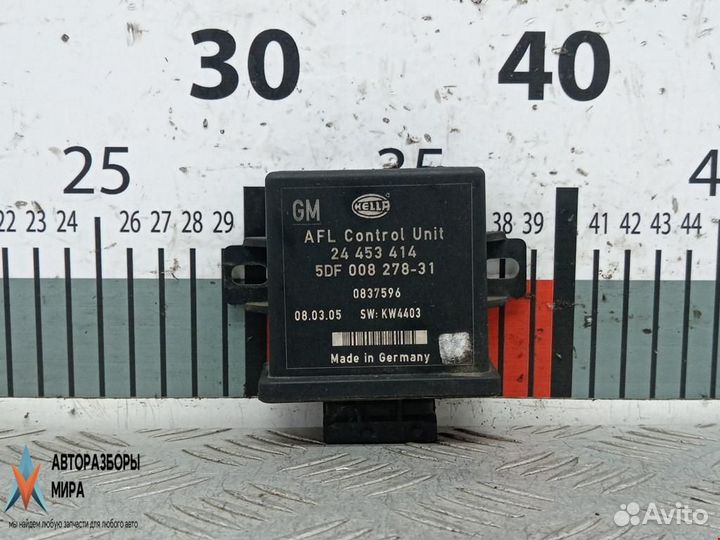 30
40
25
35
45
22 23 24 26 27 28 29 38 39 41 42 43 44
GM HELLA
AFL Control Unit
24 453 414
5DF 008 278-31
0837596
08.03.05 SW: KW4403
Made in Germany
АВТОРАЗБОРЫ
МИРА
мы найдем любую запчасти для любого авто
Avito